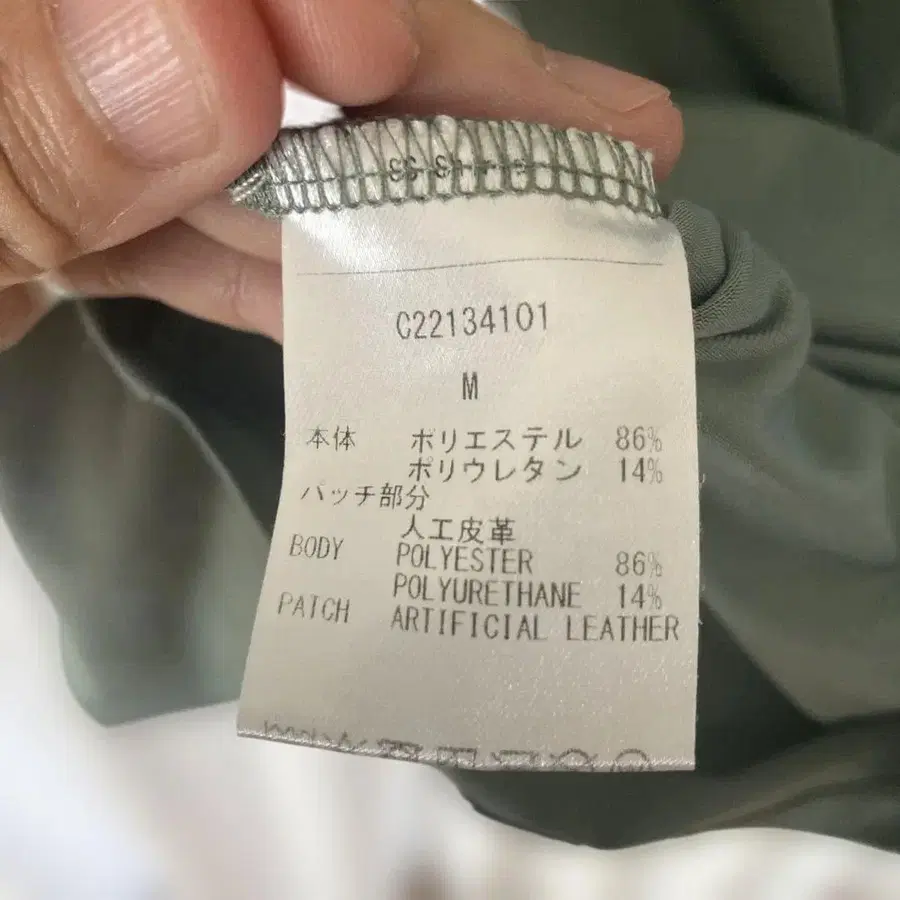 C22134101
M
本体 ポリエステル 86%
ポリウレタン 14%
パッチ部分
人工皮革
BODY POLYESTER 86%
POLYURETHANE 14%
PATCH ARTIFICIAL LEATHER